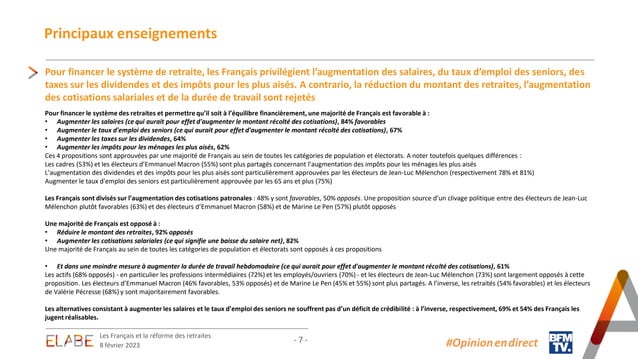 Principaux enseignements
Pour financer le système de retraite, les Français privilégient l'augmentation des salaires, du taux d'emploi des seniors, des
taxes sur les dividendes et des impôts pour les plus aisés. A contrario, la réduction du montant des retraites, l'augmentation
des cotisations salariales et de la durée de travail sont rejetés
Pour financer le système des retraites et permettre qu'il soit à l'équilibre financièrement, une majorité de Français est favorable à :
• Augmenter les salaires (ce qui aurait pour effet d'augmenter le montant récolté des cotisations), 84% favorables
• Augmenter le taux d'emploi des seniors (ce qui aurait pour effet d'augmenter le montant récolté des cotisations), 67%
• Augmenter les taxes sur les dividendes, 64%
• Augmenter les impôts pour les ménages les plus aisés, 62%
Ces 4 propositions sont approuvées par une majorité de Français au sein de toutes les catégories de population et électorats. A noter toutefois quelques différences :
Les cadres (53%) et les électeurs d'Emmanuel Macron (55%) sont plus partagés concernant l'augmentation des impôts pour les ménages les plus aisés
L'augmentation des dividendes et des impôts pour les plus aisés sont particulièrement approuvées par les électeurs de Jean-Luc Mélenchon (respectivement 78% et 81%)
Augmenter le taux d'emploi des seniors est particulièrement approuvée par les 65 ans et plus (75%)
Les Français sont divisés sur l'augmentation des cotisations patronales : 48% y sont favorables, 50% opposés. Une proposition source d'un clivage politique entre des électeurs de Jean-Luc
Mélenchon plutôt favorables (63%) et des électeurs d'Emmanuel Macron (58%) et de Marine Le Pen (57%) plutôt opposés
Une majorité de Français est opposé à :
• Réduire le montant des retraites, 92% opposés
• Augmenter les cotisations salariales (ce qui signifie une baisse du salaire net), 82%
Une majorité de Français au sein de toutes les catégories de population et électorats sont opposés à ces propositions
• Et dans une moindre mesure à augmenter la durée de travail hebdomadaire (ce qui aurait pour effet d'augmenter le montant récolté des cotisations), 61%
Les actifs (68% opposés) - en particulier les professions intermédiaires (72%) et les employés/ouvriers (70%) - et les électeurs de Jean-Luc Mélenchon (73%) sont largement opposés à cette
proposition. Les électeurs d'Emmanuel Macron (46% favorables, 53% opposés) et de Marine Le Pen (45% et 55%) sont plus partagés. A l'inverse, les retraités (54% favorables) et les électeurs
de Valérie Pécresse (68%) y sont majoritairement favorables.
Les alternatives consistant à augmenter les salaires et le taux d'emploi des seniors ne souffrent pas d'un déficit de crédibilité : à l'inverse, respectivement, 69% et 54% des Français les
jugent réalisables.
ELABE
Les Français et la réforme des retraites
8 février 2023
- 7 -
#Opinion en direct
BFM
TV.